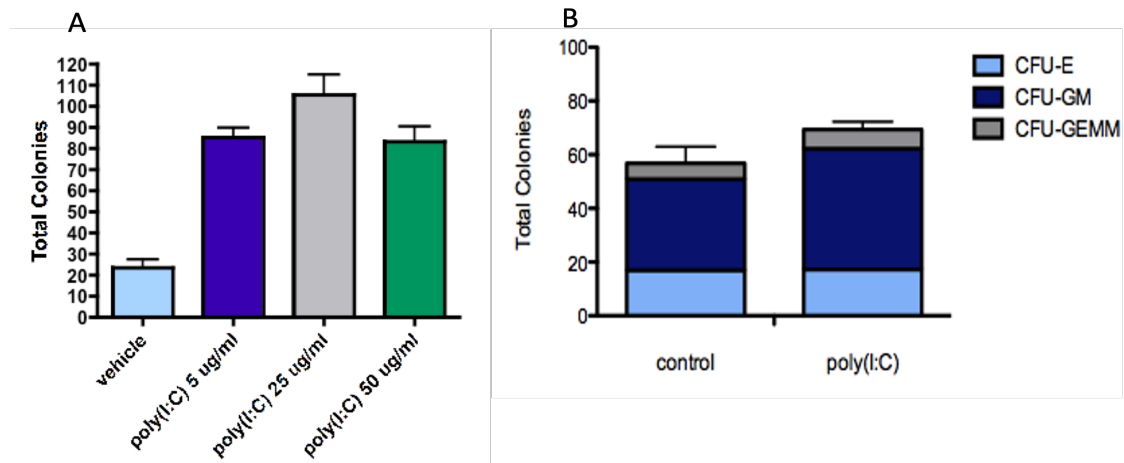 A
Total Colonies
120
110
100
90
80
70
60
50
40
30
20
10
0
vehicle
poly(I:C) 5 ug/ml
poly(I:C) 25 ug/ml
poly(I:C) 50 ug/ml
B
Total Colonies
100
80
60
40
20
0
control
poly(I:C)
CFU-E
CFU-GM
CFU-GEMM